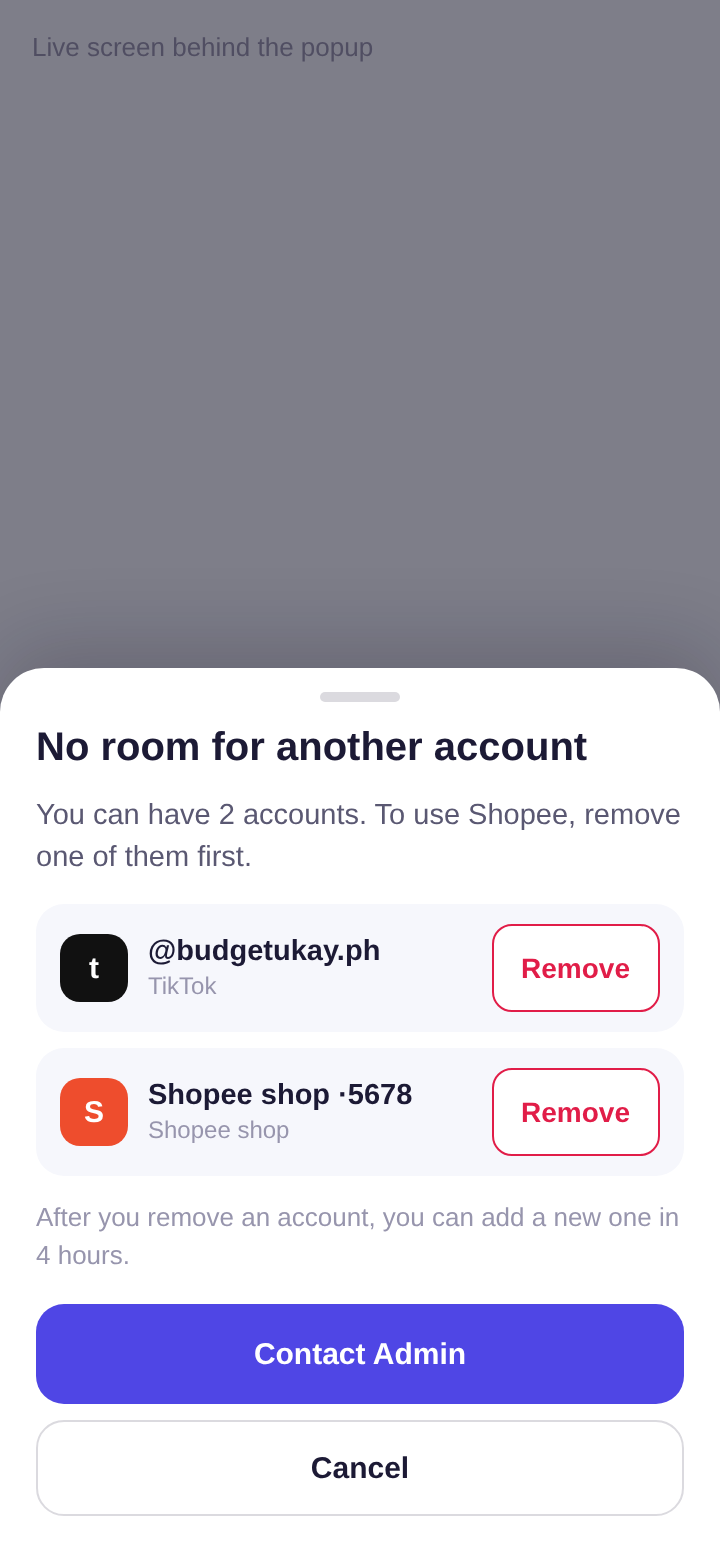 Live screen behind the popup
No room for another account
You can have 2 accounts. To use Shopee, remove
one of them first.
t
@budgetukay.ph
TikTok
Remove
S
Shopee shop ·5678
Shopee shop
Remove
After you remove an account, you can add a new one in
4 hours.
Contact Admin
Cancel